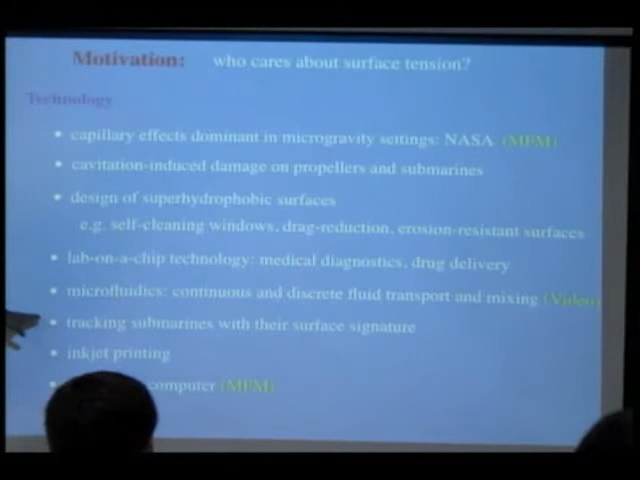 Motivation: who cares about surface tension?
Technology
• capillary effects dominant in microgravity settings: NASA (MFM)
• cavitation-induced damage on propellers and submarines
• design of superhydrophobic surfaces
e.g. self-cleaning windows, drag-reduction, erosion-resistant surfaces
• lab-on-a-chip technology: medical diagnostics, drug delivery
• microfluidics: continuous and discrete fluid transport and mixing (Video)
• tracking submarines with their surface signature
• inkjet printing
• computer (MFM)